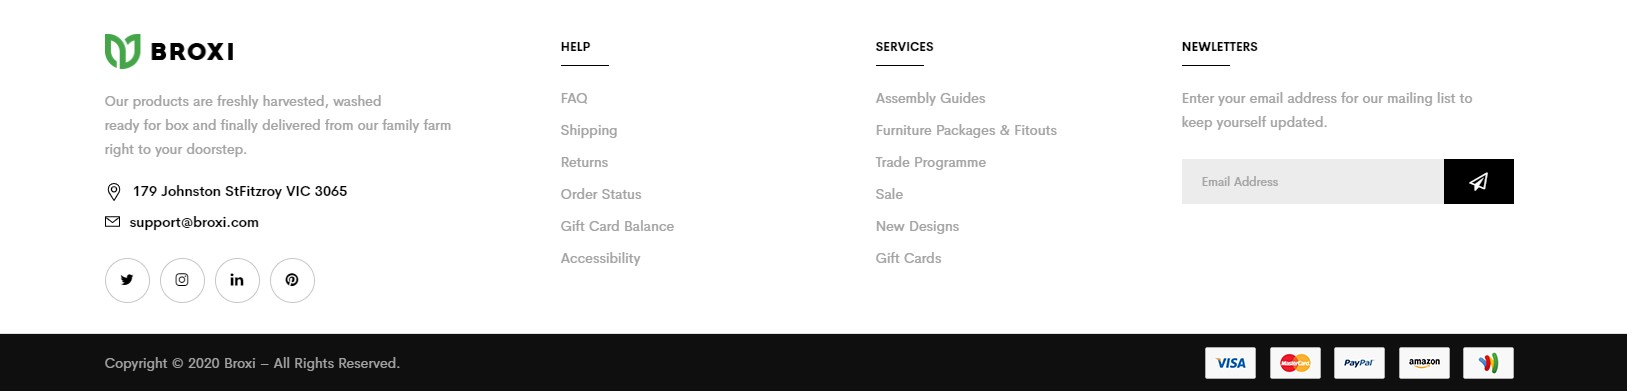 BROXI
Our products are freshly harvested, washed
ready for box and finally delivered from our family farm
right to your doorstep.
179 Johnston StFitzroy VIC 3065
support@broxi.com
HELP
FAQ
Shipping
Returns
Order Status
Gift Card Balance
Accessibility
SERVICES
Assembly Guides
Furniture Packages & Fitouts
Trade Programme
Sale
New Designs
Gift Cards
NEWLETTERS
Enter your email address for our mailing list to
keep yourself updated.
Email Address
Copyright © 2020 Broxi – All Rights Reserved.
VISA
MasterCard
PayPal
amazon